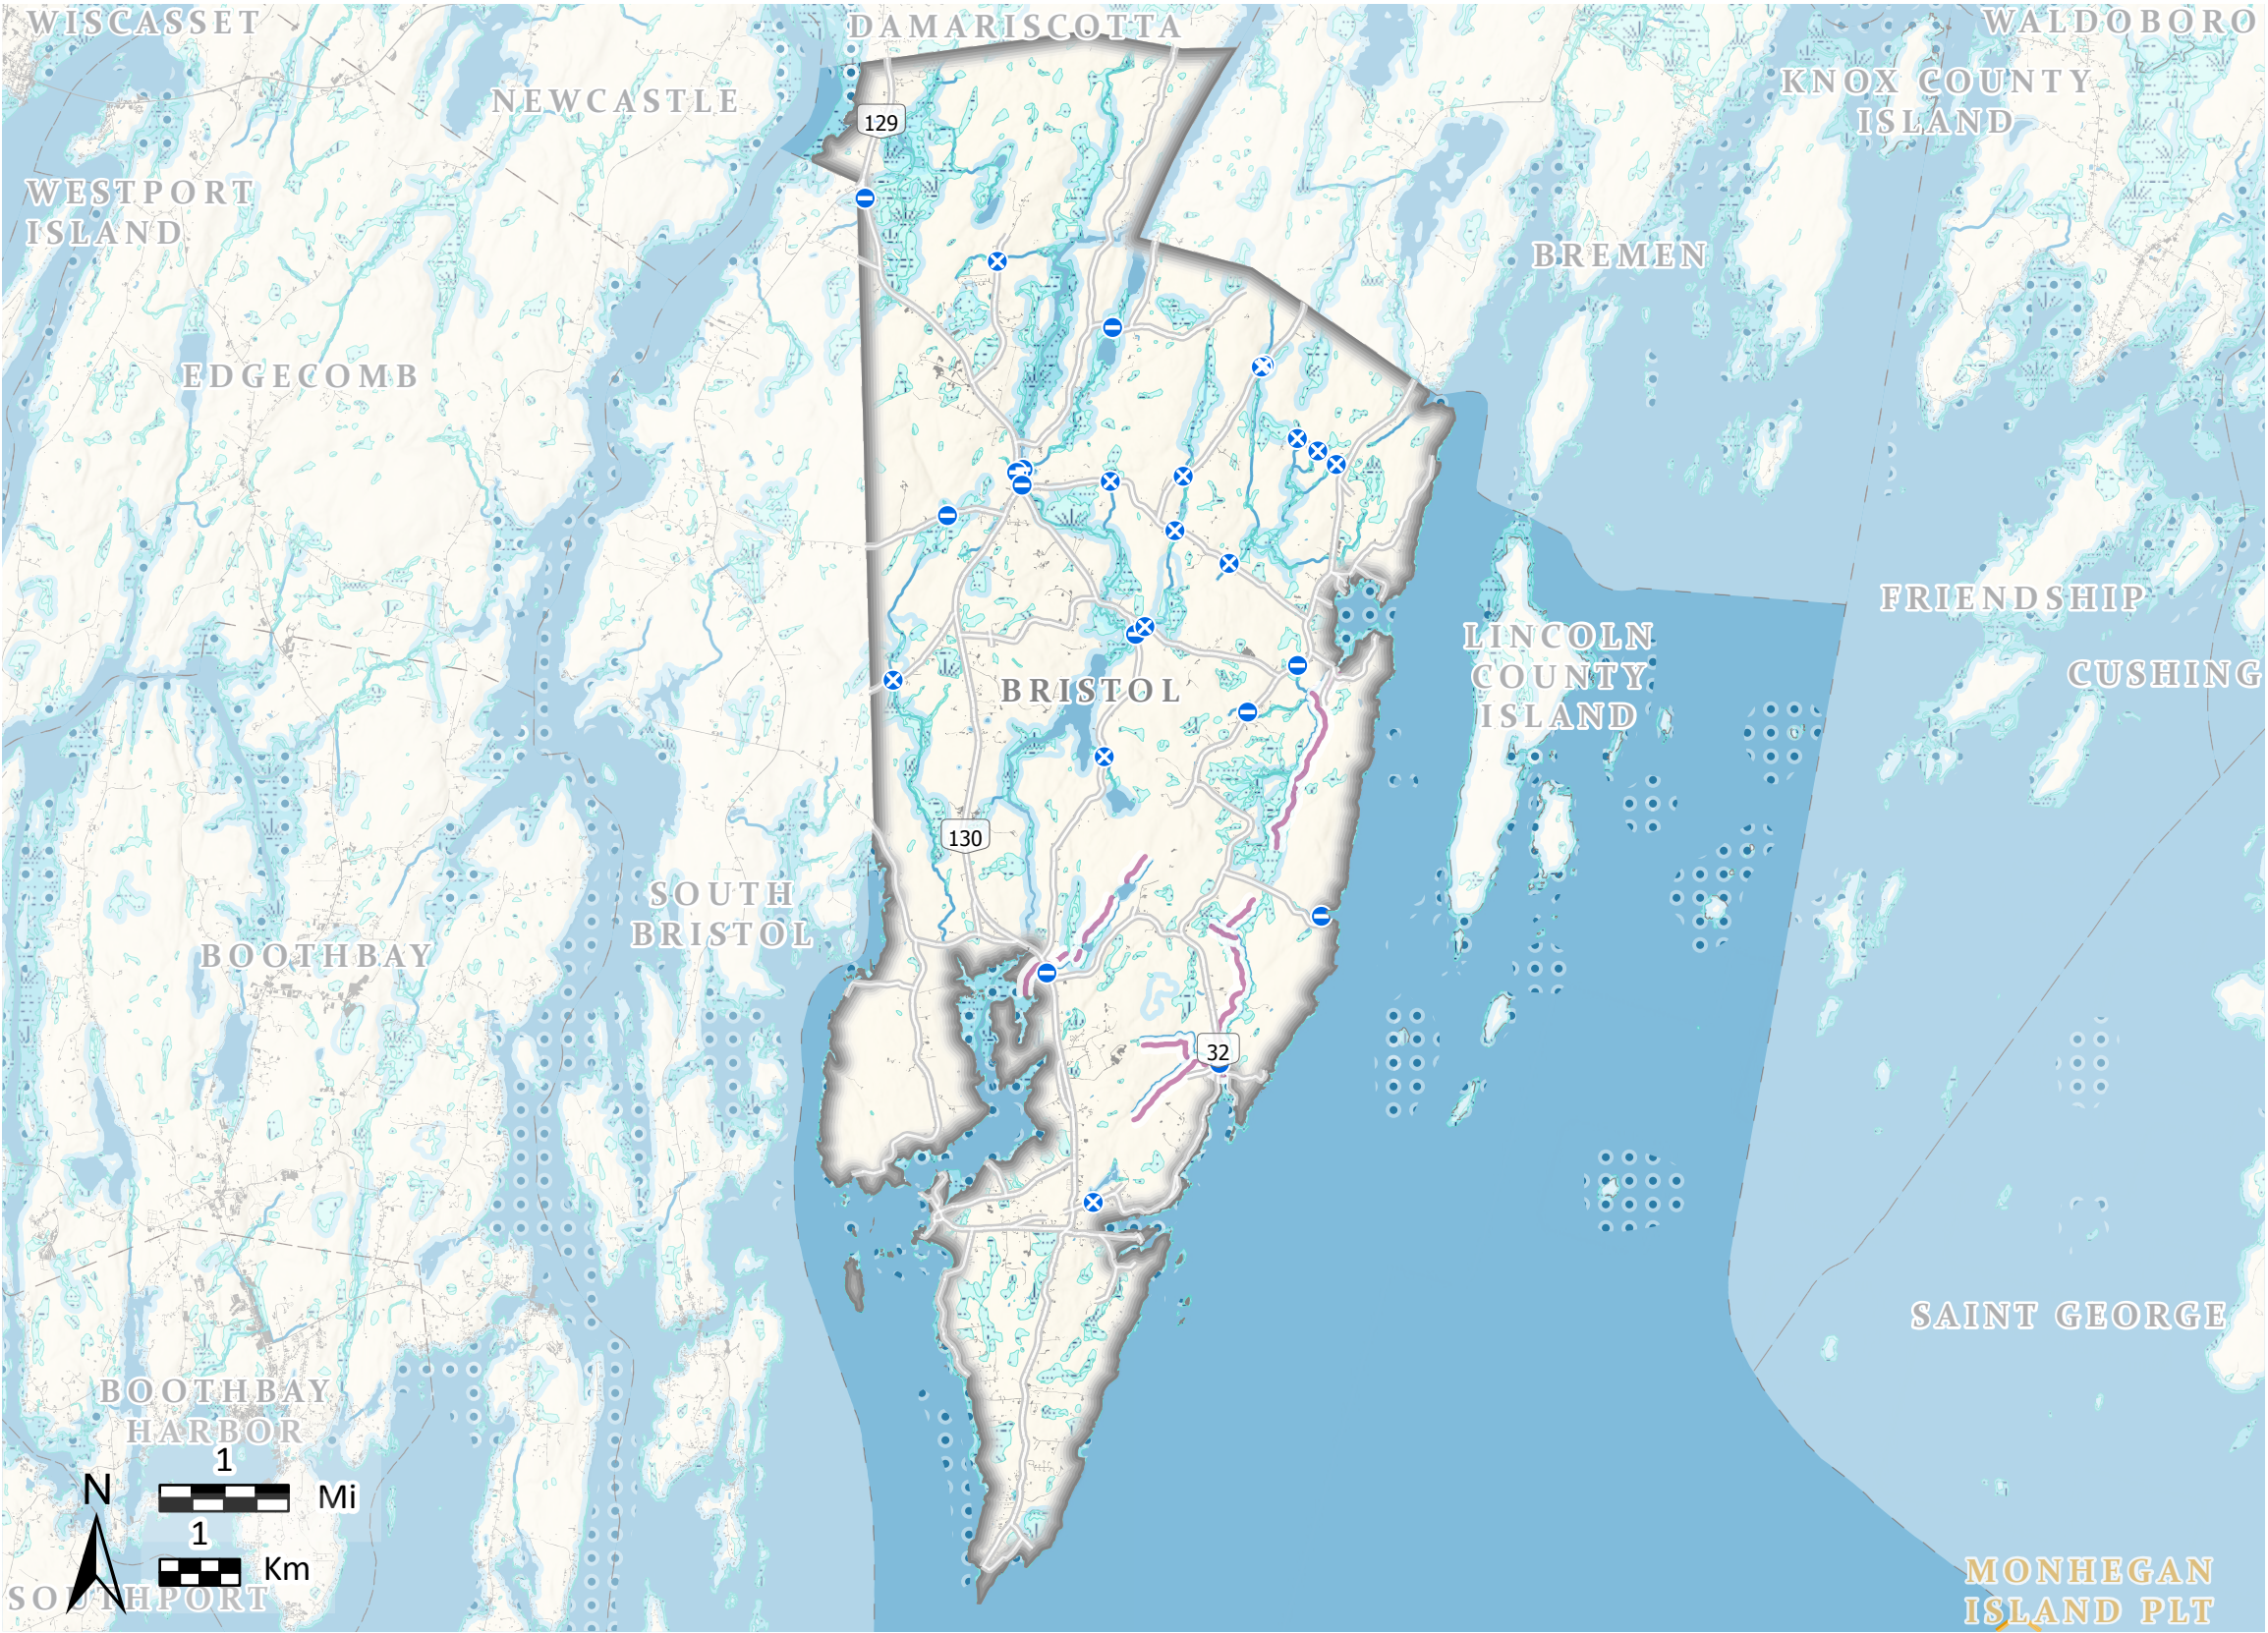 WISCASSET
DAMARISCOTTA
WALDOBORO
KNOX COUNTY
ISLAND
NEWCASTLE
129
WESTPORT
ISLAND
BREMEN
EDGECOMB
FRIENDSHIP
LINCOLN
COUNTY
ISLAND
CUSHING
BRISTOL
130
SOUTH
BRISTOL
BOOTHBAY
32
SAINT GEORGE
BOOTHBAY
HARBOR
1
N
Mi
1
Km
SOUTHPORT
MONHEGAN
ISLAND PLT